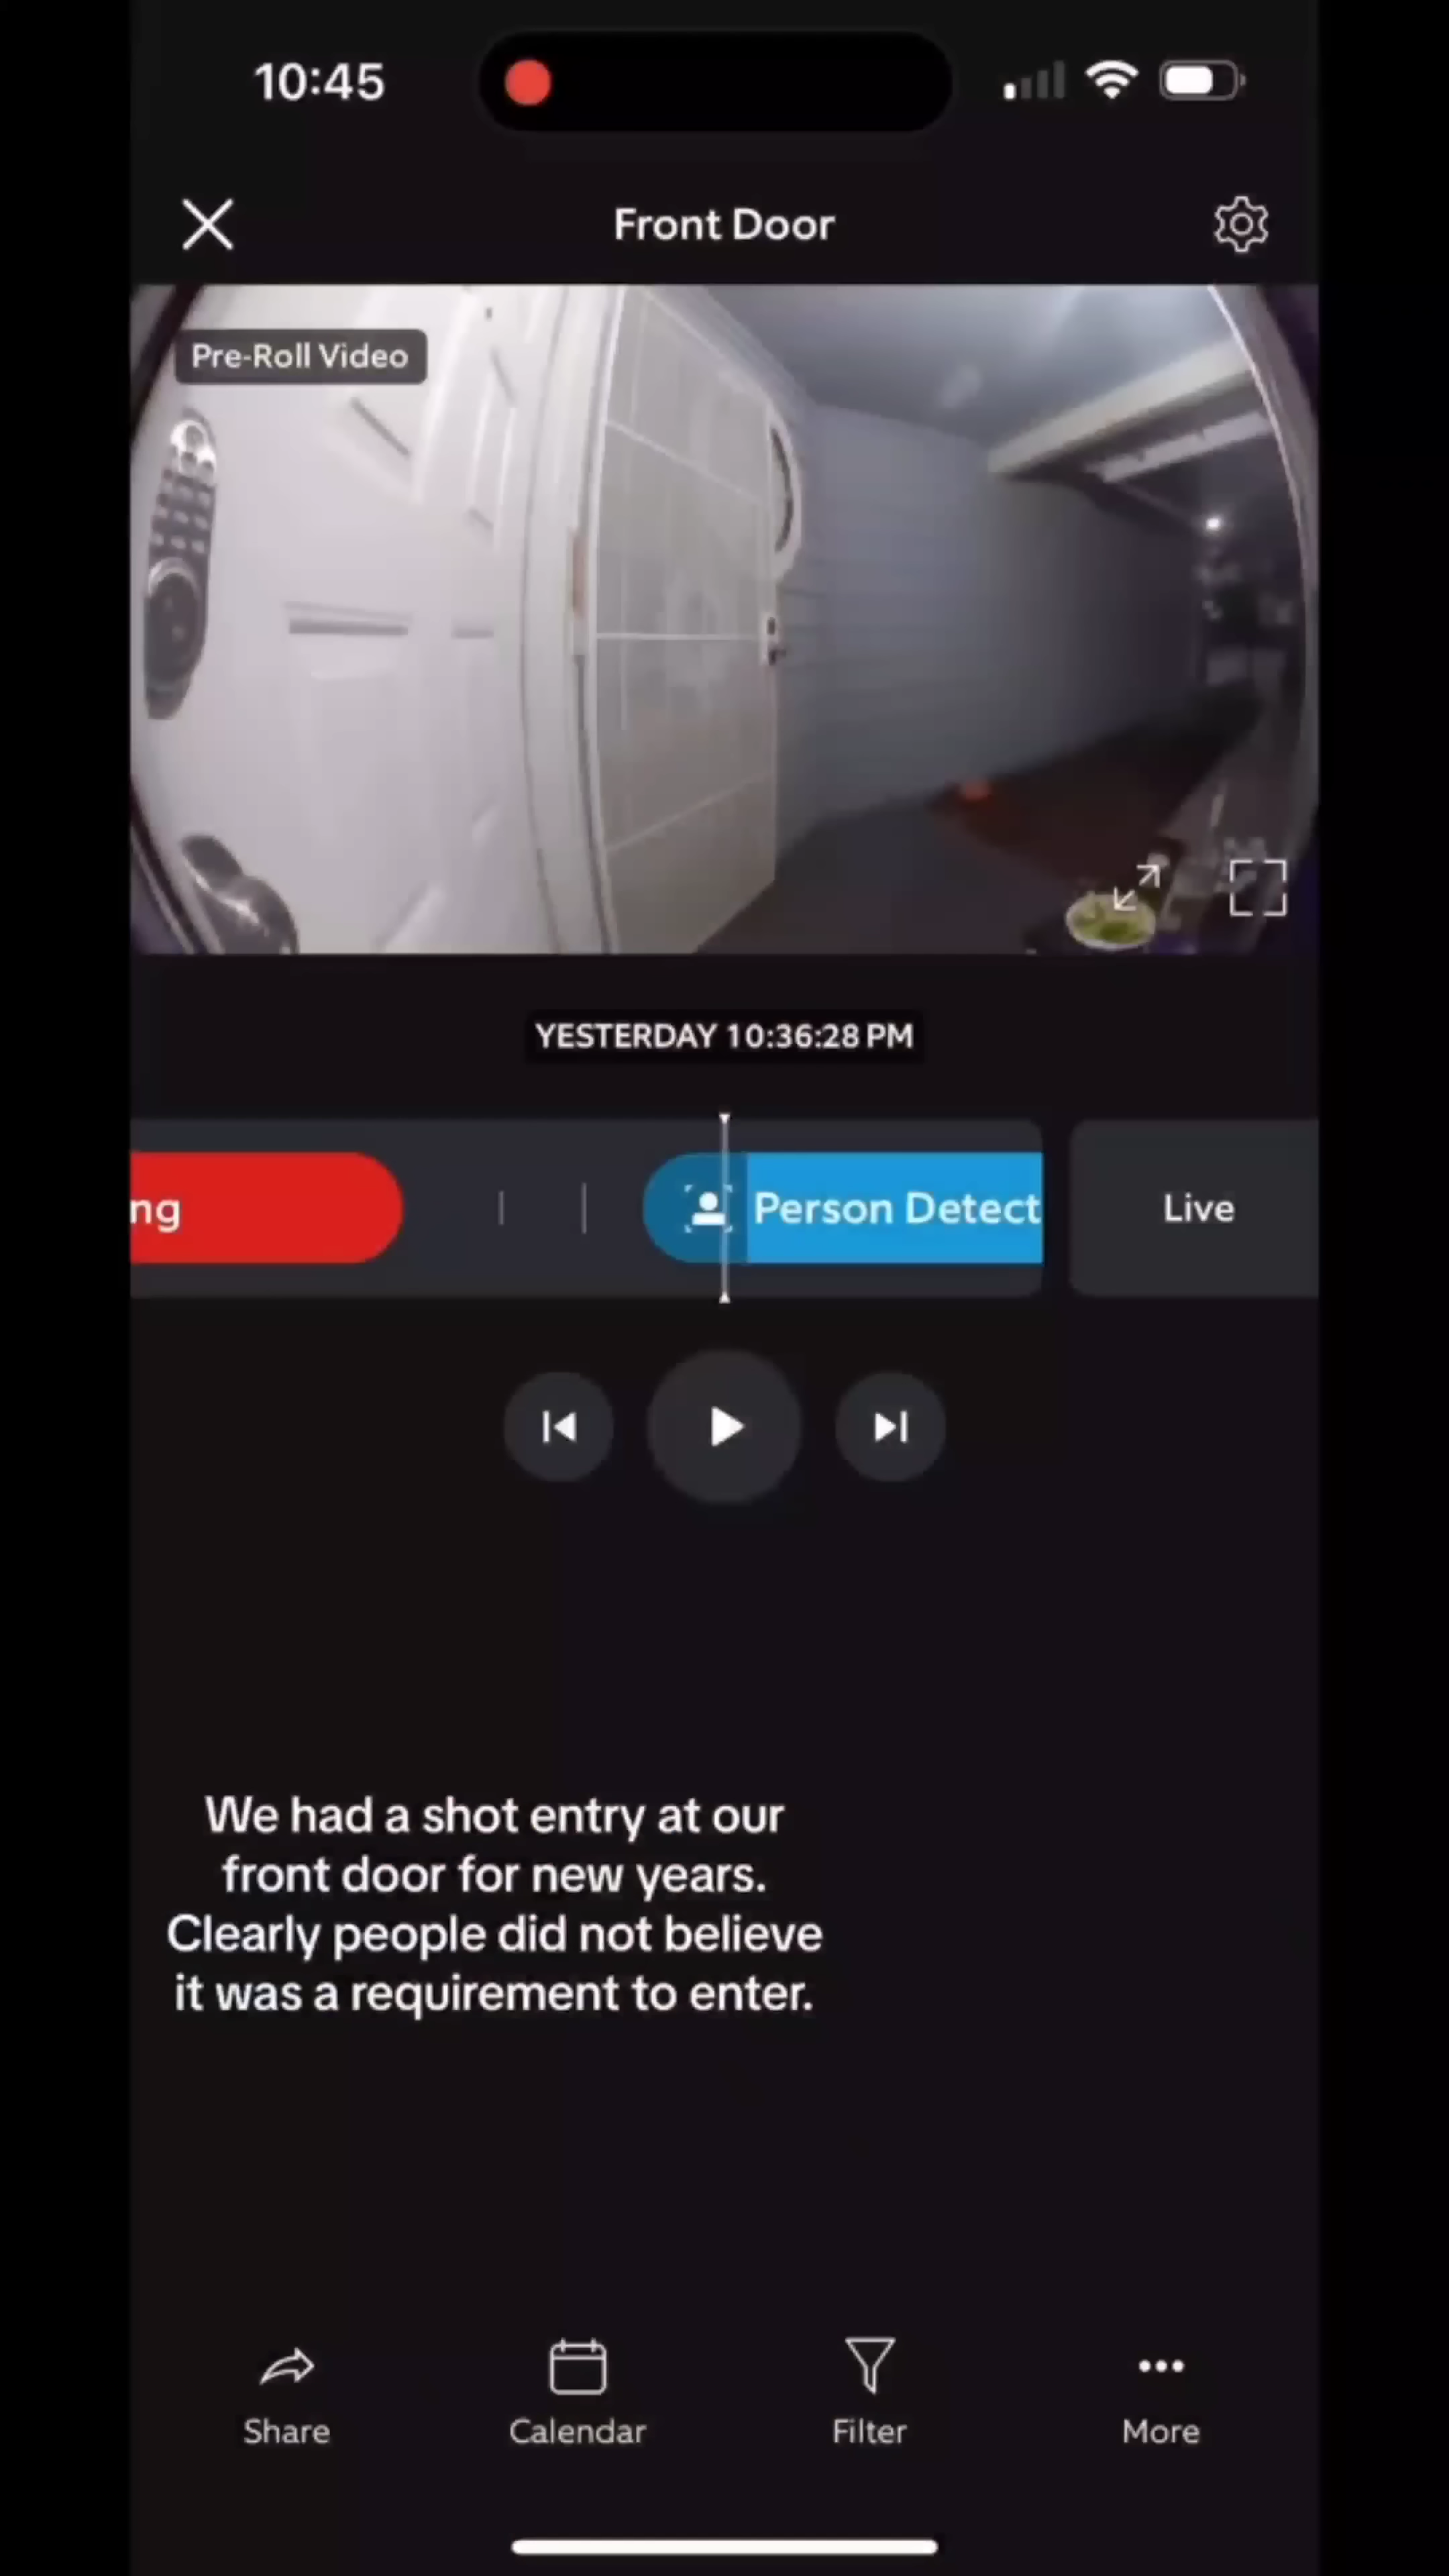 10:45
Front Door
Pre-Roll Video
YESTERDAY 10:36:28 PM
ng
Person Detect
Live
We had a shot entry at our
front door for new years.
Clearly people did not believe
it was a requirement to enter.
Share
Calendar
Filter
More